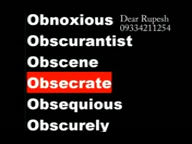 Obnoxious
Dear Rupesh
09334211254
Obscurantist
Obscene
Obsecrate
Obsequious
Obscurely